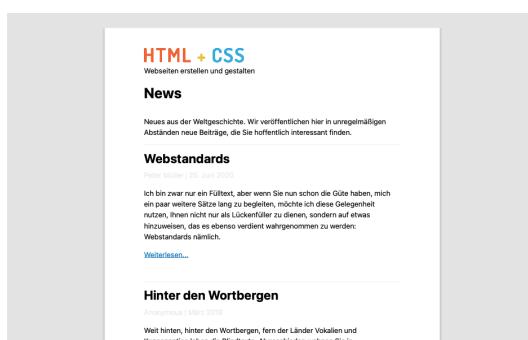 HTML + CSS
Webseiten erstellen und gestalten
News
Neues aus der Weltgeschichte. Wir veröffentlichen hier in unregelmäßigen
Abständen neue Beiträge, die Sie hoffentlich interessant finden.
Webstandards
Peter Müller | 25. Juni 2020
Ich bin zwar nur ein Fülltext, aber wenn Sie nun schon die Güte haben, mich
ein paar weitere Sätze lang zu begleiten, möchte ich diese Gelegenheit
nutzen, Ihnen nicht nur als Lückenfüller zu dienen, sondern auf etwas
hinzuweisen, das es ebenso verdient wahrgenommen zu werden:
Webstandards nämlich.
Weiterlesen...
Hinter den Wortbergen
Anonymous | März 2019
Weit hinten, hinter den Wortbergen, fern der Länder Vokalien und